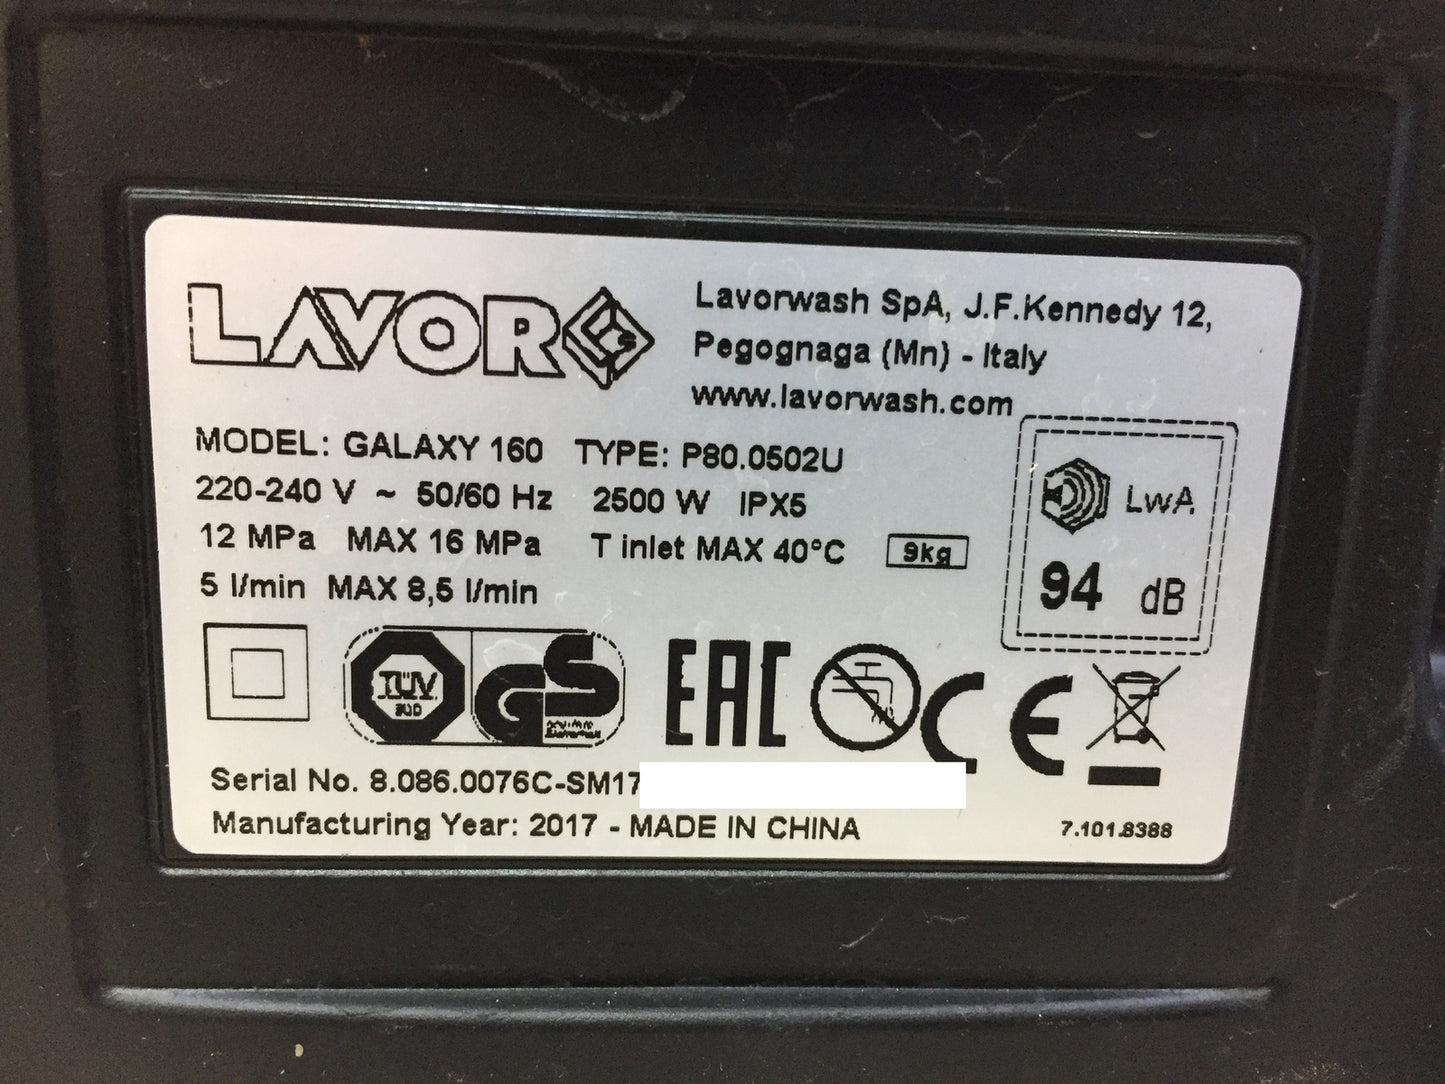 LAVOR
Lavorwash SpA, J.F.Kennedy 12,
Pegognaga (Mn) - Italy
www.lavorwash.com
MODEL: GALAXY 160 TYPE: P80.0502U
220-240 V ~ 50/60 Hz 2500 W IPX5
12 MPa MAX 16 MPa T inlet MAX 40°C 9kg
5 l/min MAX 8,5 l/min
LwA
94 dB
TÜV
SÜD
GS
EAC
CE
Serial No. 8.086.0076C-SM17
Manufacturing Year: 2017 - MADE IN CHINA
7.101.8388